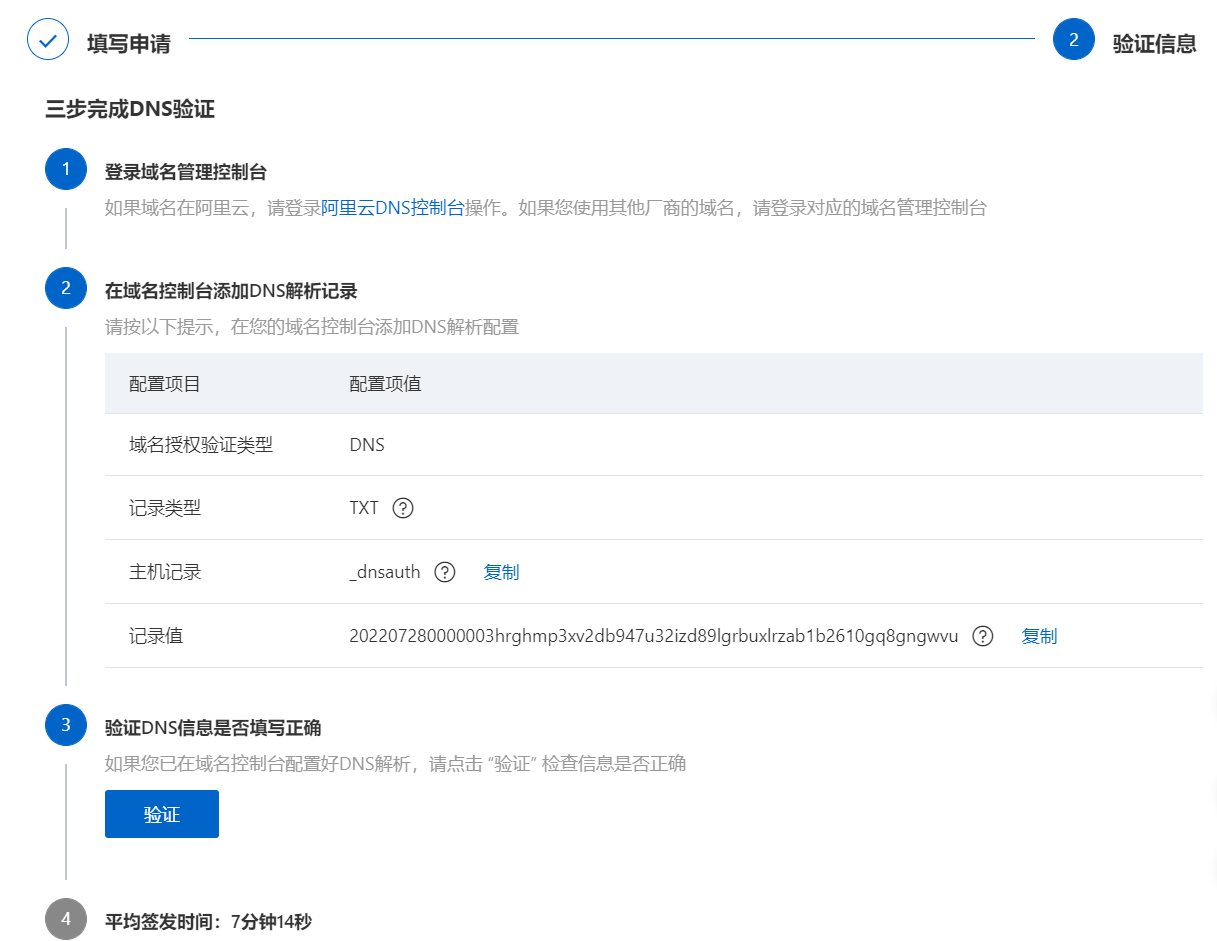 填写申请
2 验证信息
三步完成DNS验证
1 登录域名管理控制台
如果域名在阿里云，请登录阿里云DNS控制台操作。如果您使用其他厂商的域名，请登录对应的域名管理控制台
2 在域名控制台添加DNS解析记录
请按以下提示，在您的域名控制台添加DNS解析配置
配置项目 配置项值
域名授权验证类型 DNS
记录类型 TXT ?
主机记录 _dnsauth ? 复制
记录值 202207280000003hrghmp3xv2db947u32izd89lgrbuxlrzab1b2610gq8gngwvu ? 复制
3 验证DNS信息是否填写正确
如果您已在域名控制台配置好DNS解析，请点击 “验证” 检查信息是否正确
验证
4 平均签发时间：7分钟14秒